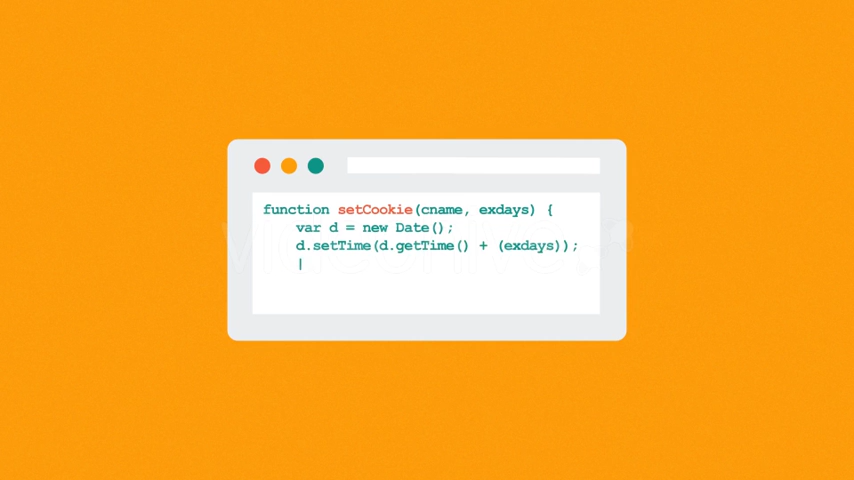 function setCookie(cname, exdays) {
var d = new Date();
d.setTime(d.getTime() + (exdays));